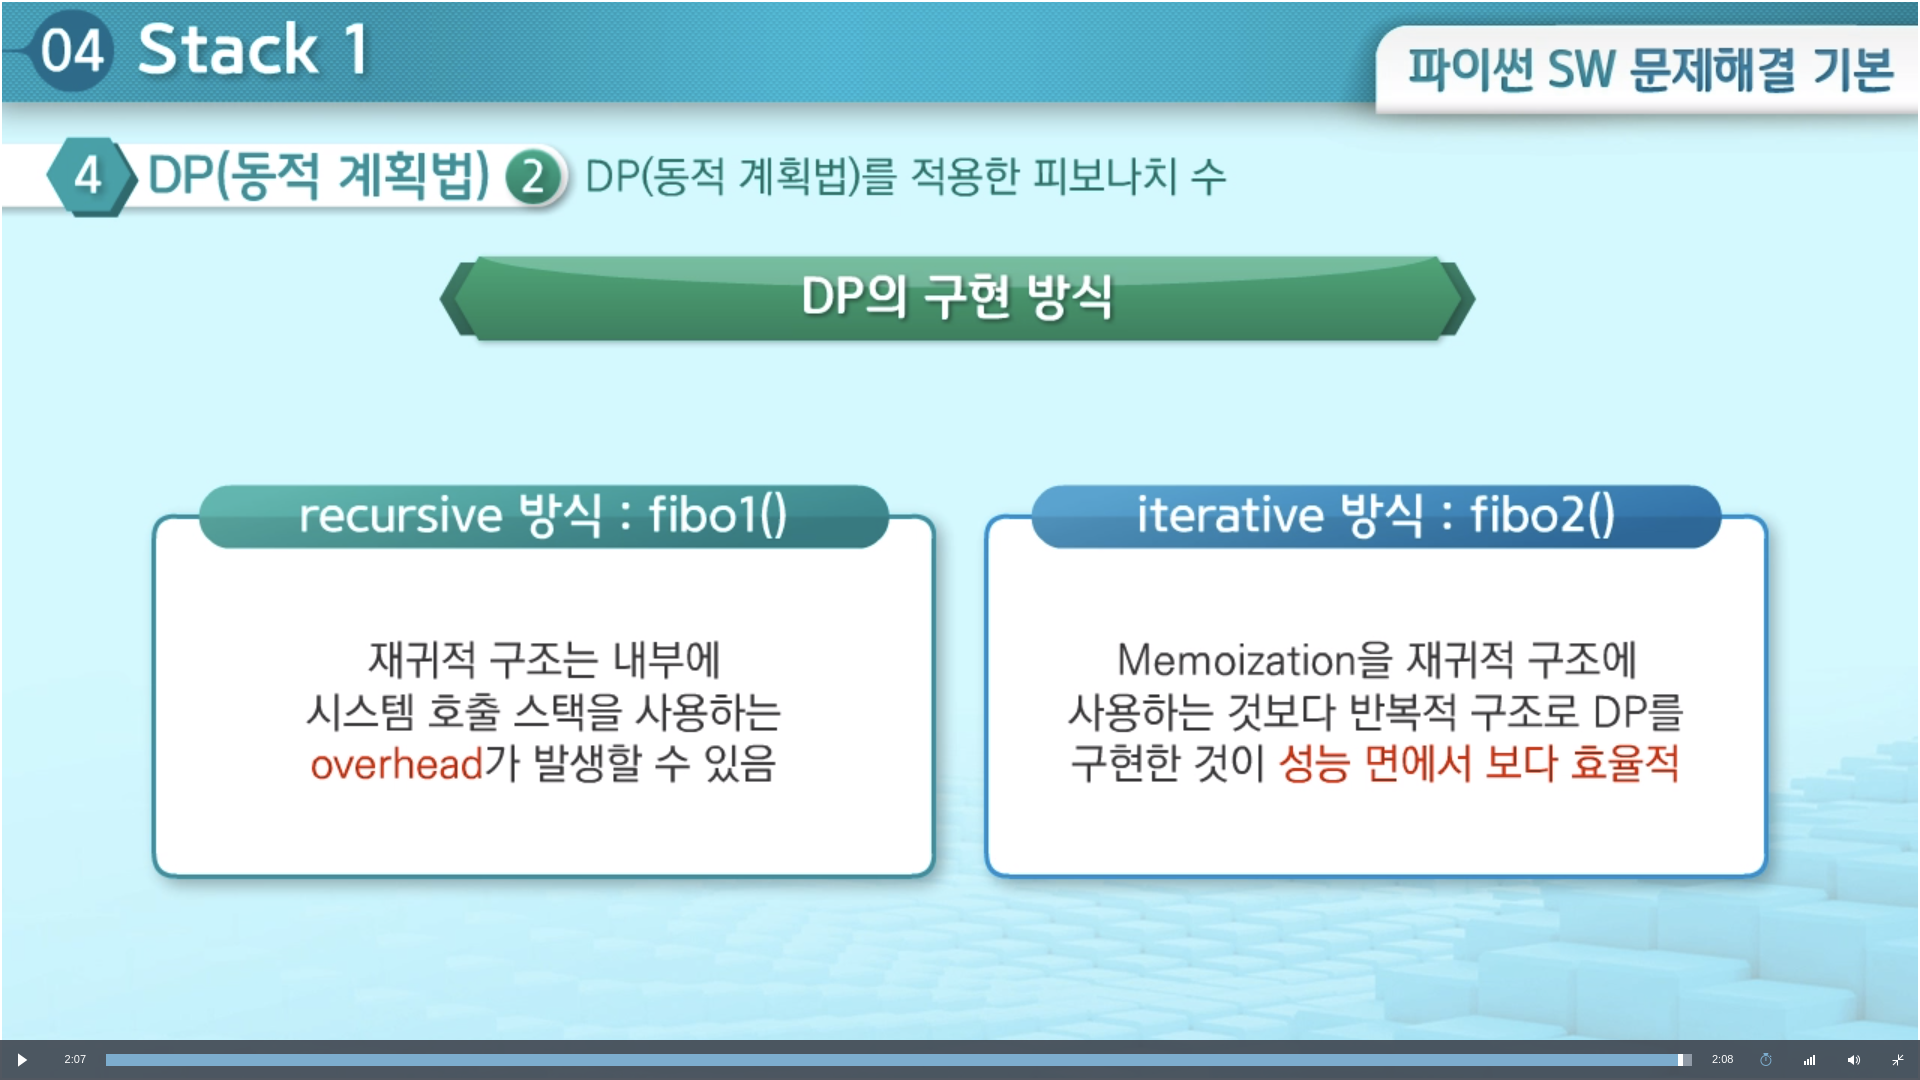 04 Stack 1
파이썬 SW 문제해결 기본
4 DP(동적 계획법) 2 DP(동적 계획법)를 적용한 피보나치 수
DP의 구현 방식
recursive 방식 : fibo1()
재귀적 구조는 내부에
시스템 호출 스택을 사용하는
overhead가 발생할 수 있음
iterative 방식 : fibo2()
Memoization을 재귀적 구조에
사용하는 것보다 반복적 구조로 DP를
구현한 것이 성능 면에서 보다 효율적
2:07
2:08